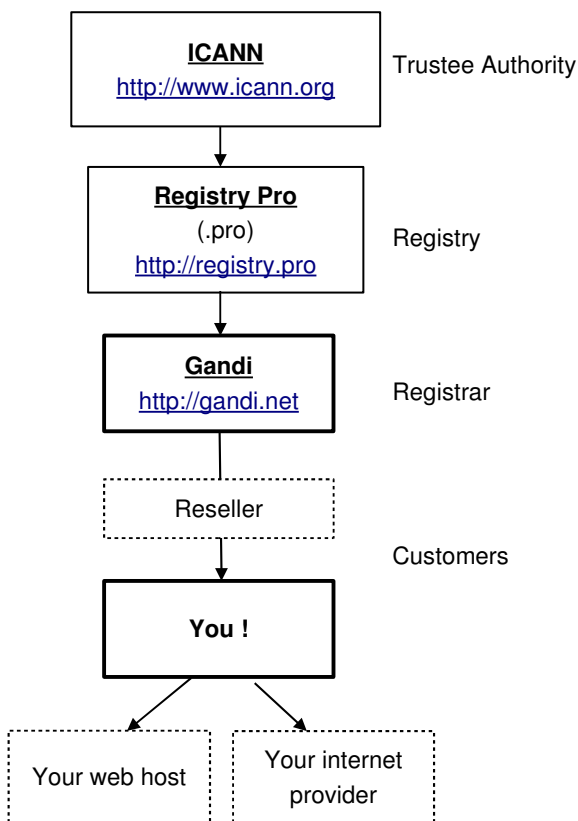 ICANN
http://www.icann.org
Trustee Authority
Registry Pro
(.pro)
http://registry.pro
Registry
Gandi
http://gandi.net
Registrar
Reseller
Customers
You !
Your web host
Your internet
provider